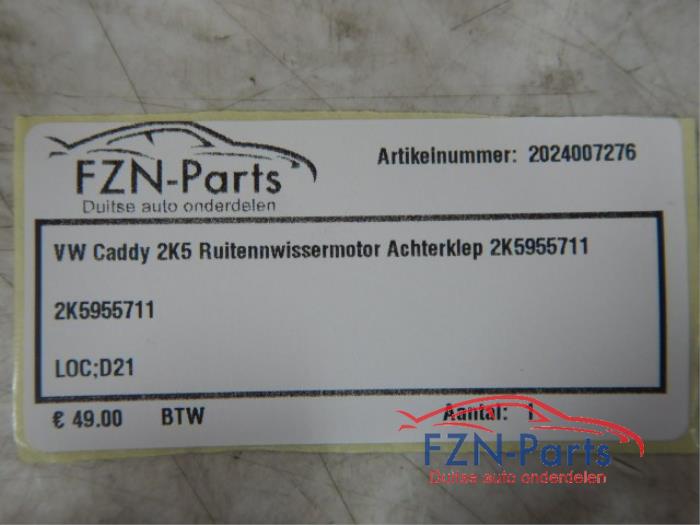 FZN-Parts
Duitse auto onderdelen
Artikelnummer: 2024007276
VW Caddy 2K5 Ruitennwissermotor Achterklep 2K5955711
2K5955711
LOC;D21
€ 49.00 BTW Aantal: 1
FZN-Parts
Duitse auto onderdelen